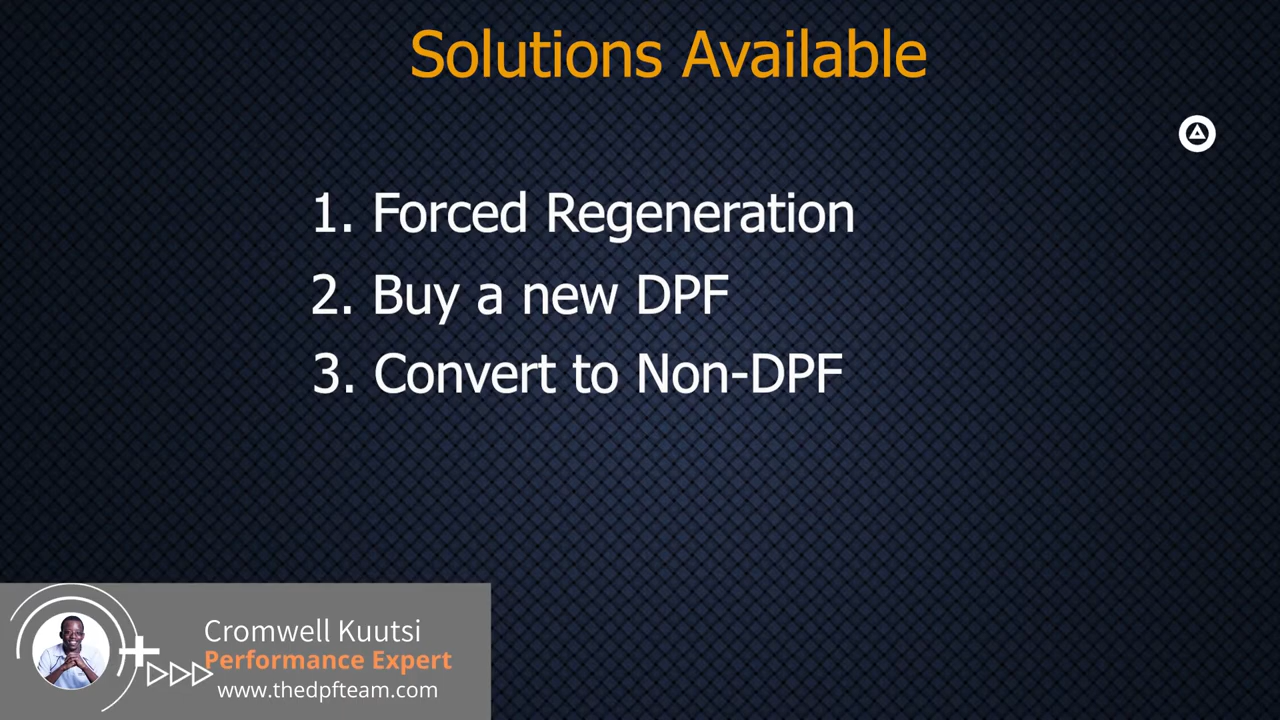 Solutions Available
1. Forced Regeneration
2. Buy a new DPF
3. Convert to Non-DPF
Cromwell Kuutsi
Performance Expert
www.thedpfteam.com